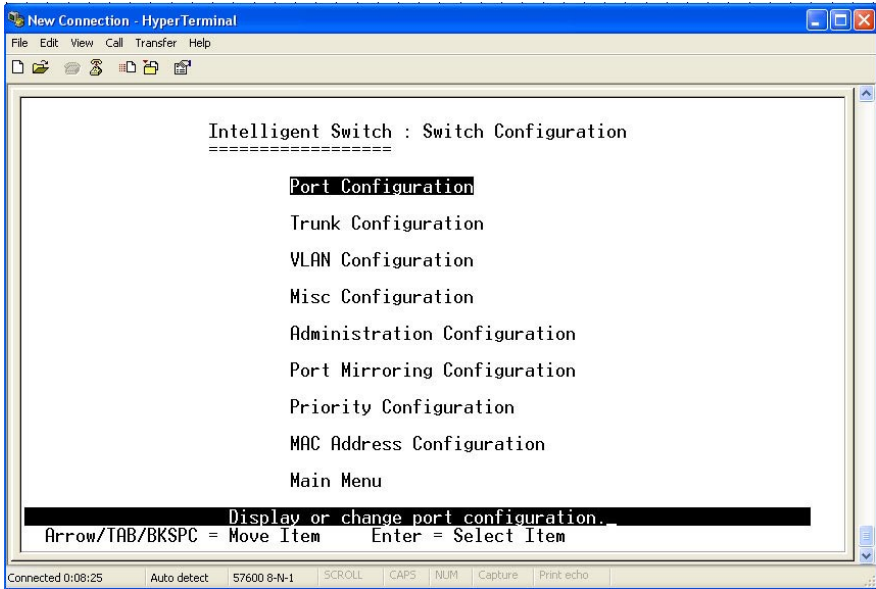 New Connection - HyperTerminal
File Edit View Call Transfer Help
Intelligent Switch : Switch Configuration
==================
Port Configuration
Trunk Configuration
VLAN Configuration
Misc Configuration
Administration Configuration
Port Mirroring Configuration
Priority Configuration
MAC Address Configuration
Main Menu
Display or change port configuration._
Arrow/TAB/BKSPC = Move Item Enter = Select Item
Connected 0:08:25 Auto detect 57600 8-N-1 SCROLL CAPS NUM Capture Print echo